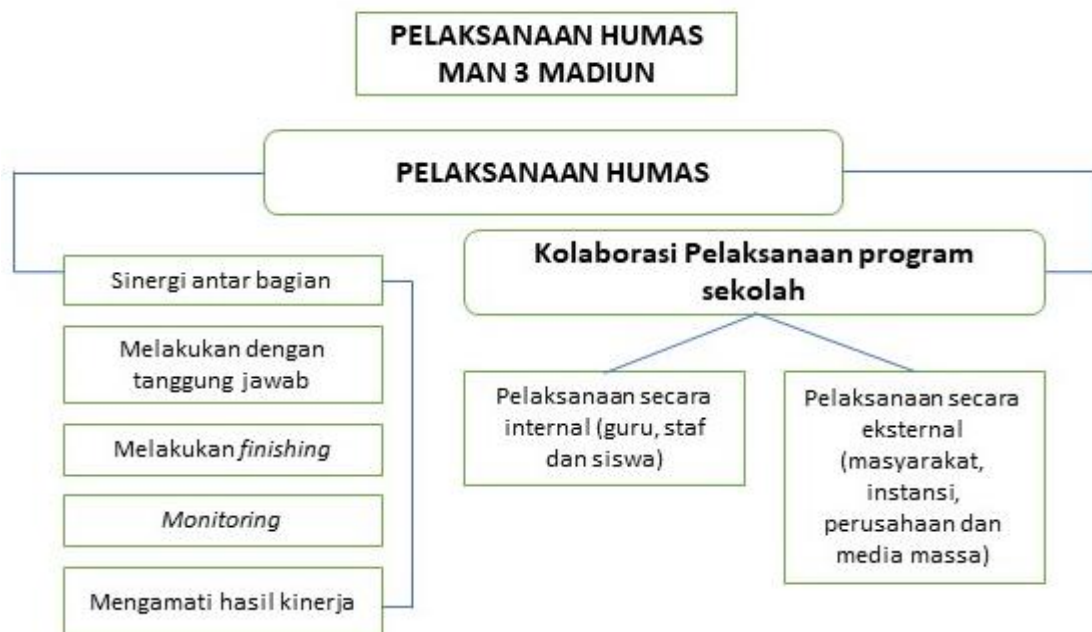 PELAKSANAAN HUMAS
MAN 3 MADIUN
PELAKSANAAN HUMAS
Sinergi antar bagian
Melakukan dengan
tanggung jawab
Melakukan finishing
Monitoring
Mengamati hasil kinerja
Kolaborasi Pelaksanaan program
sekolah
Pelaksanaan secara
internal (guru, staf
dan siswa)
Pelaksanaan secara
eksternal
(masyarakat,
instansi,
perusahaan dan
media massa)